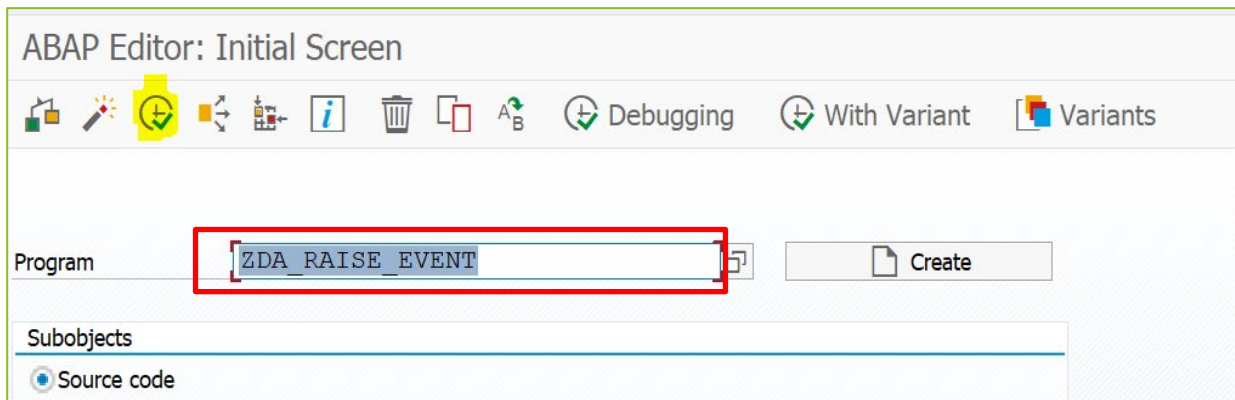 ABAP Editor: Initial Screen
i A B Debugging With Variant Variants
Program ZDA_RAISE_EVENT Create
Subobjects
Source code